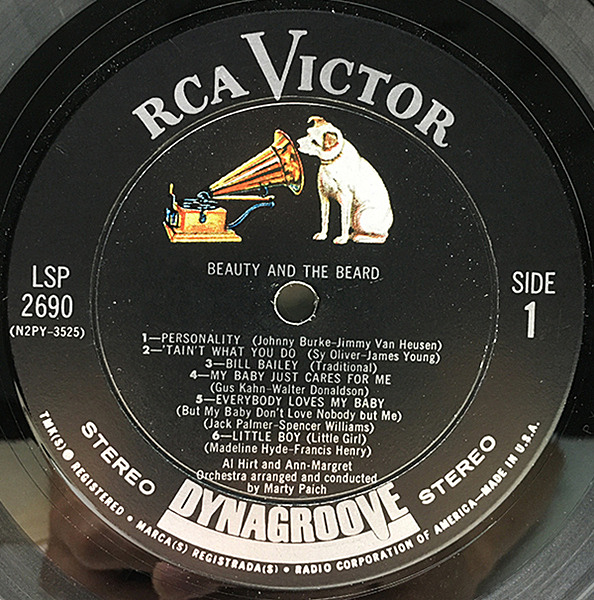 RCA VICTOR
BEAUTY AND THE BEARD
LSP
2690
(N2PY-3525)
SIDE
1
1—PERSONALITY (Johnny Burke-Jimmy Van Heusen)
2—'TAIN'T WHAT YOU DO (Sy Oliver-James Young)
3—BILL BAILEY (Traditional)
4—MY BABY JUST CARES FOR ME
(Gus Kahn-Walter Donaldson)
5—EVERYBODY LOVES MY BABY
(But My Baby Don't Love Nobody but Me)
(Jack Palmer-Spencer Williams)
6—LITTLE BOY (Little Girl)
(Madeline Hyde-Francis Henry)
Al Hirt and Ann-Margret
Orchestra arranged and conducted
by Marty Paich
STEREO
DYNAGROOVE
STEREO
TMK(S) ® REGISTERED • MARCA(S) REGISTRADA(S) • RADIO CORPORATION OF AMERICA—MADE IN U.S.A.